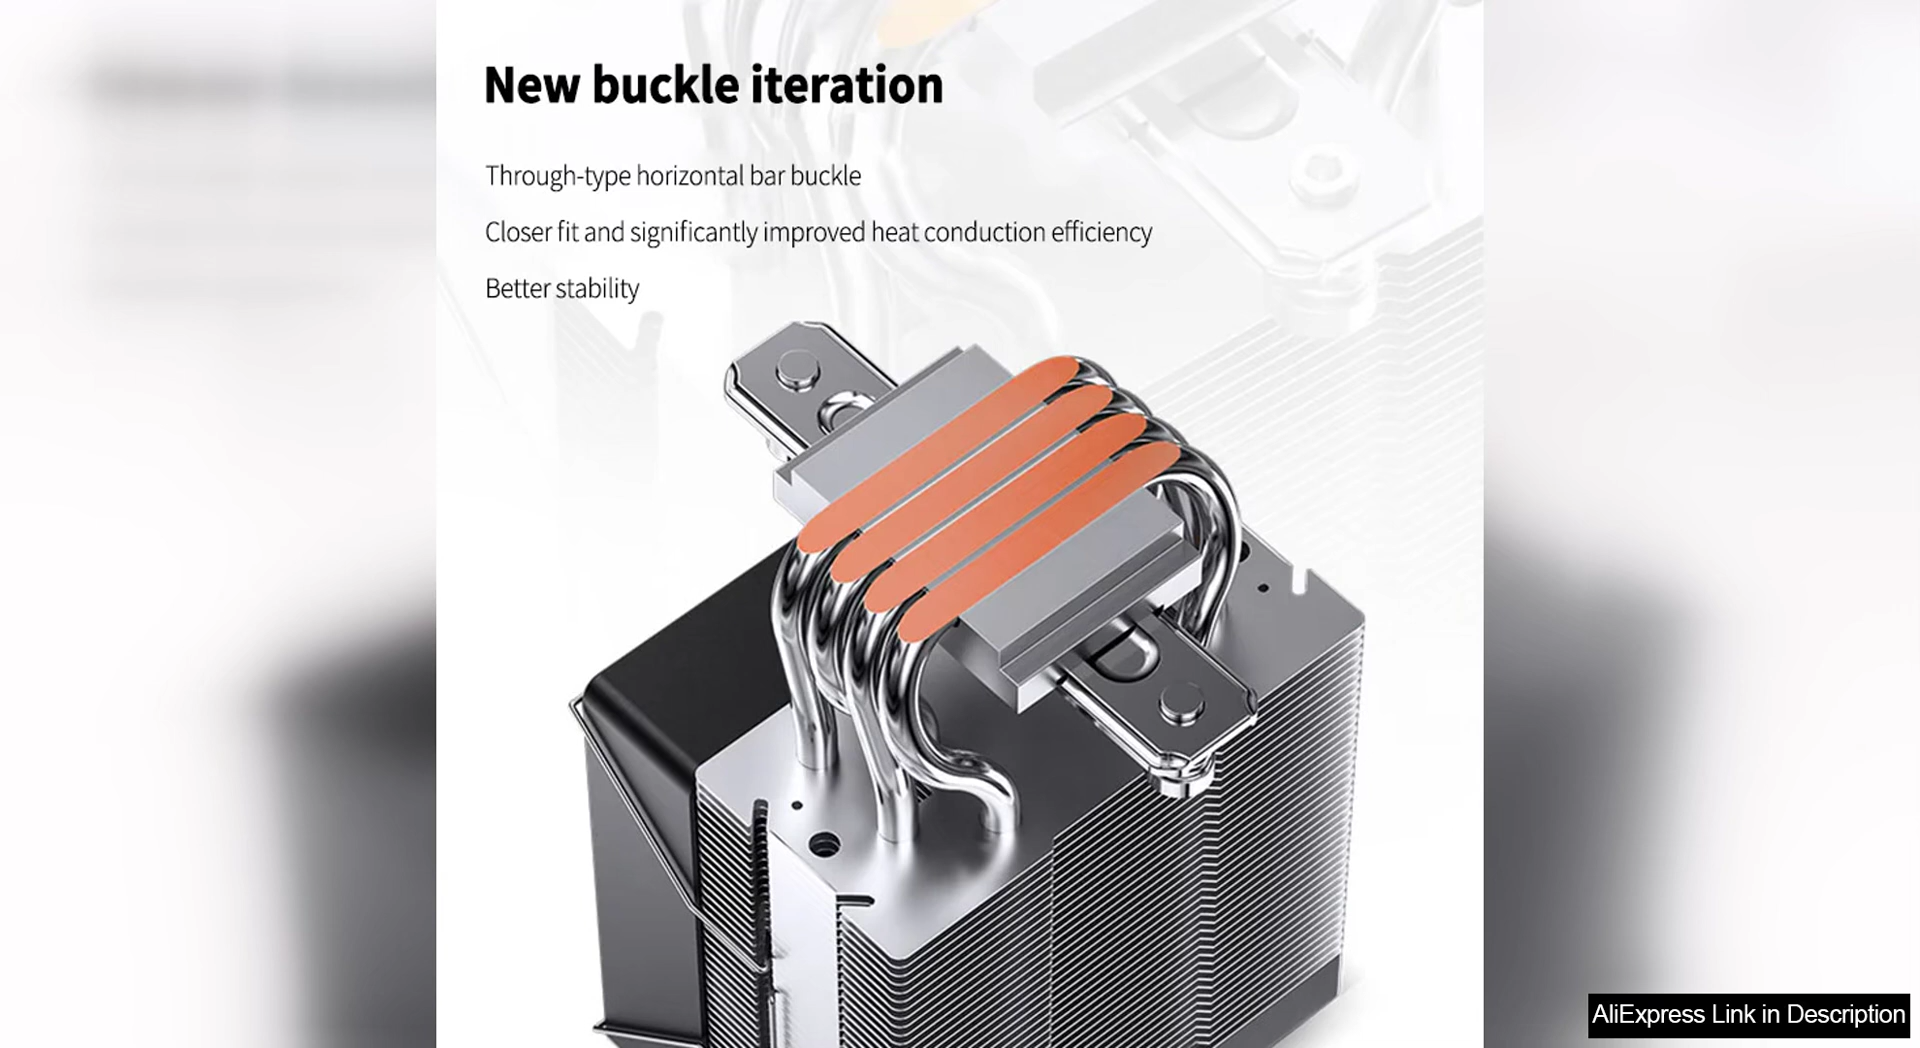 New buckle iteration
Through-type horizontal bar buckle
Closer fit and significantly improved heat conduction efficiency
Better stability
AliExpress Link in Description